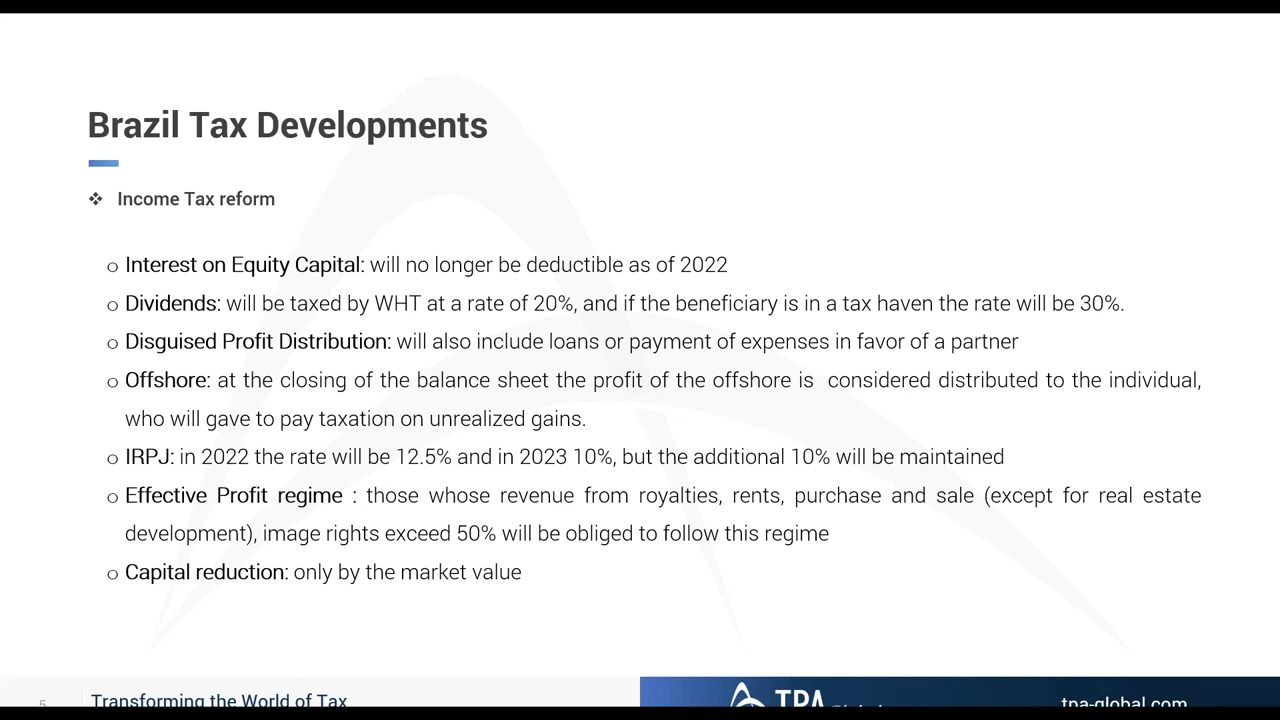 Brazil Tax Developments
❖ Income Tax reform
o Interest on Equity Capital: will no longer be deductible as of 2022
o Dividends: will be taxed by WHT at a rate of 20%, and if the beneficiary is in a tax haven the rate will be 30%.
o Disguised Profit Distribution: will also include loans or payment of expenses in favor of a partner
o Offshore: at the closing of the balance sheet the profit of the offshore is considered distributed to the individual,
who will gave to pay taxation on unrealized gains.
o IRPJ: in 2022 the rate will be 12.5% and in 2023 10%, but the additional 10% will be maintained
o Effective Profit regime : those whose revenue from royalties, rents, purchase and sale (except for real estate
development), image rights exceed 50% will be obliged to follow this regime
o Capital reduction: only by the market value
5 Transforming the World of Tax
TPA Global
tpa-global.com